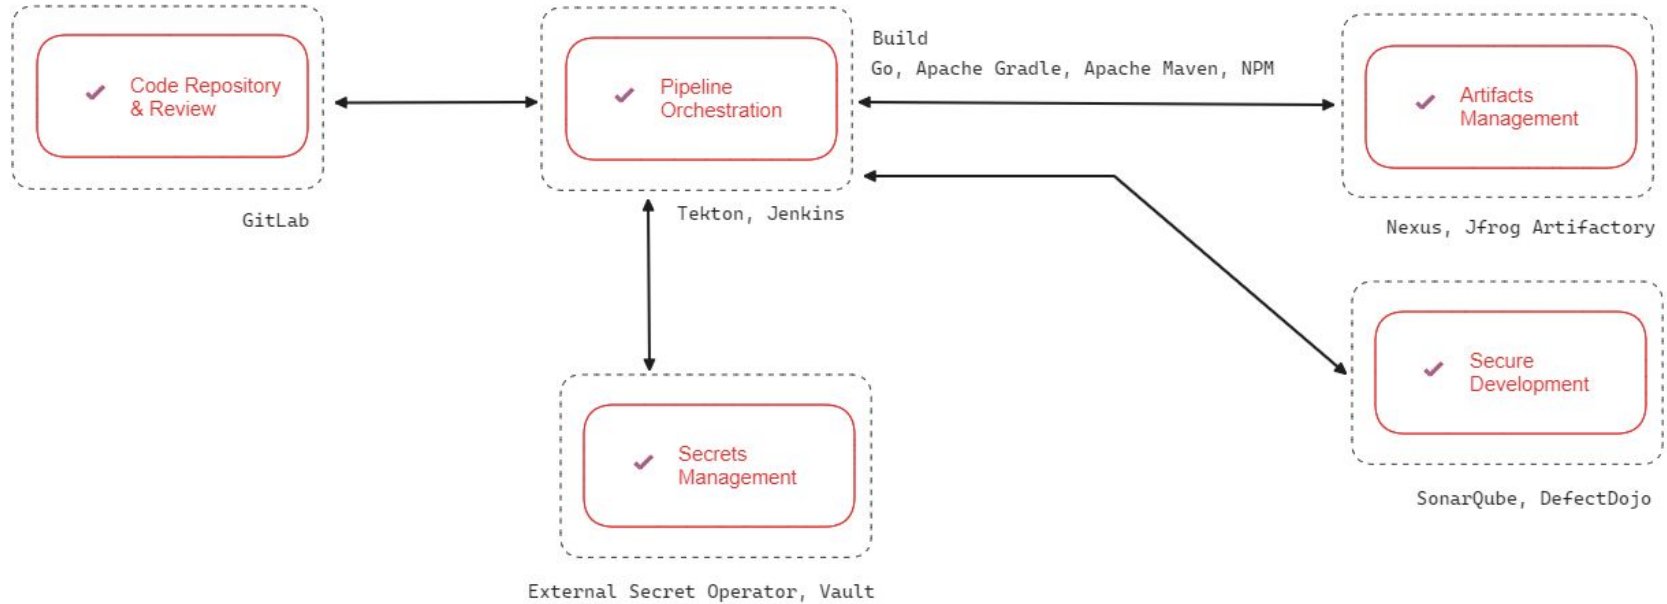 Code Repository
& Review
GitLab
Pipeline
Orchestration
Tekton, Jenkins
Build
Go, Apache Gradle, Apache Maven, NPM
Artifacts
Management
Nexus, Jfrog Artifactory
Secrets
Management
External Secret Operator, Vault
Secure
Development
SonarQube, DefectDojo